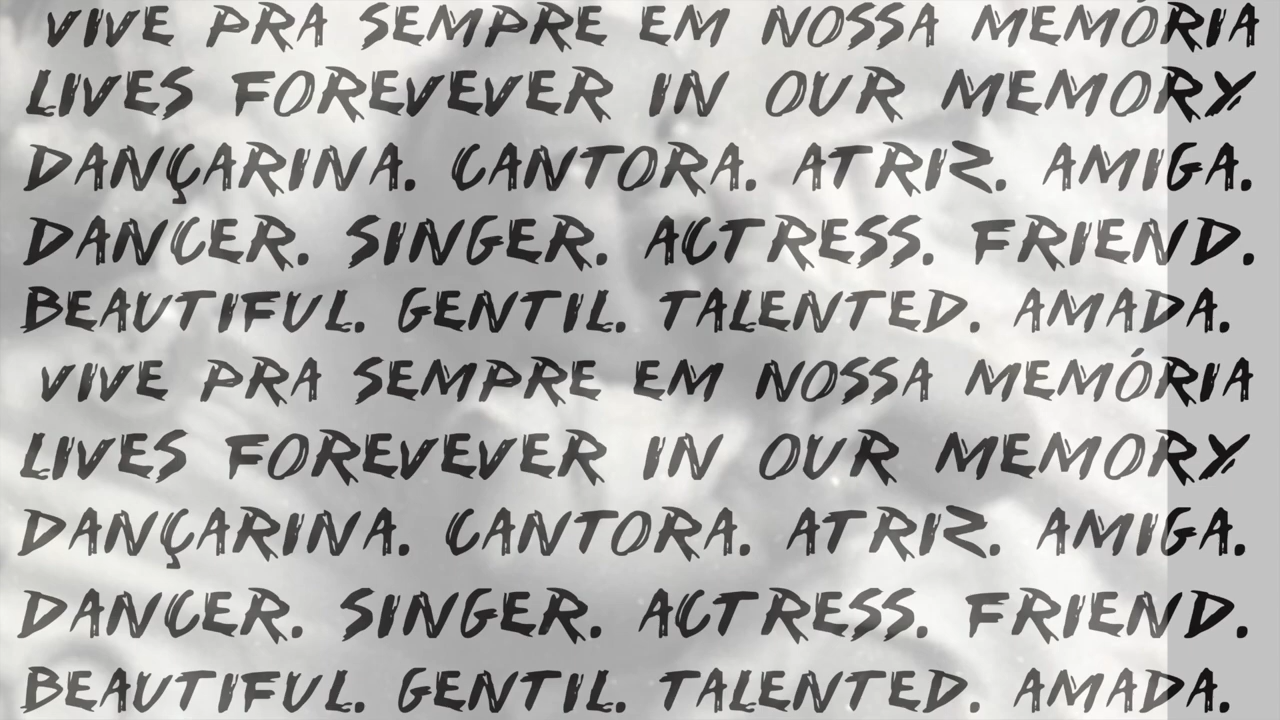 VIVE PRA SEMPRE EM NOSSA MEMÓRIA
LIVES FOREVEVER IN OUR MEMORY
DANÇARINA. CANTORA. ATRIZ. AMIGA.
DANCER. SINGER. ACTRESS. FRIEND.
BEAUTIFUL. GENTIL. TALENTED. AMADA.
VIVE PRA SEMPRE EM NOSSA MEMÓRIA
LIVES FOREVEVER IN OUR MEMORY
DANÇARINA. CANTORA. ATRIZ. AMIGA.
DANCER. SINGER. ACTRESS. FRIEND.
BEAUTIFUL. GENTIL. TALENTED. AMADA.